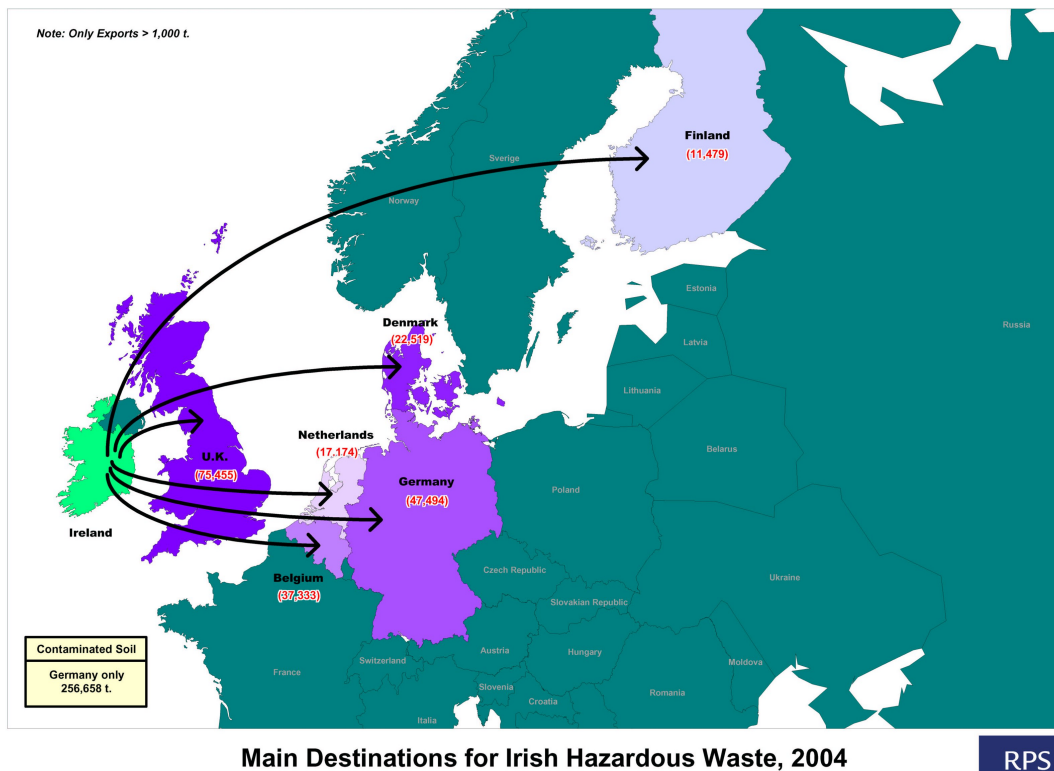 Note: Only Exports > 1,000 t.
Finland
(11,479)
Sverige
Norway
Estonia
Russia
Denmark
(22,519)
Latvia
Lithuania
Netherlands
(17.174)
Belarus
U.K.
(75,455)
Germany
(47,494)
Poland
Ireland
Belgium
(37,333)
Czech Republic
Ukraine
Slovakian Republic
Contaminated Soil
Germany only
256,658 t.
France
Switzerland
Austria
Hungary
Moldova
Slovenia
Croatia
Romania
Italia
Main Destinations for Irish Hazardous Waste, 2004
RPS